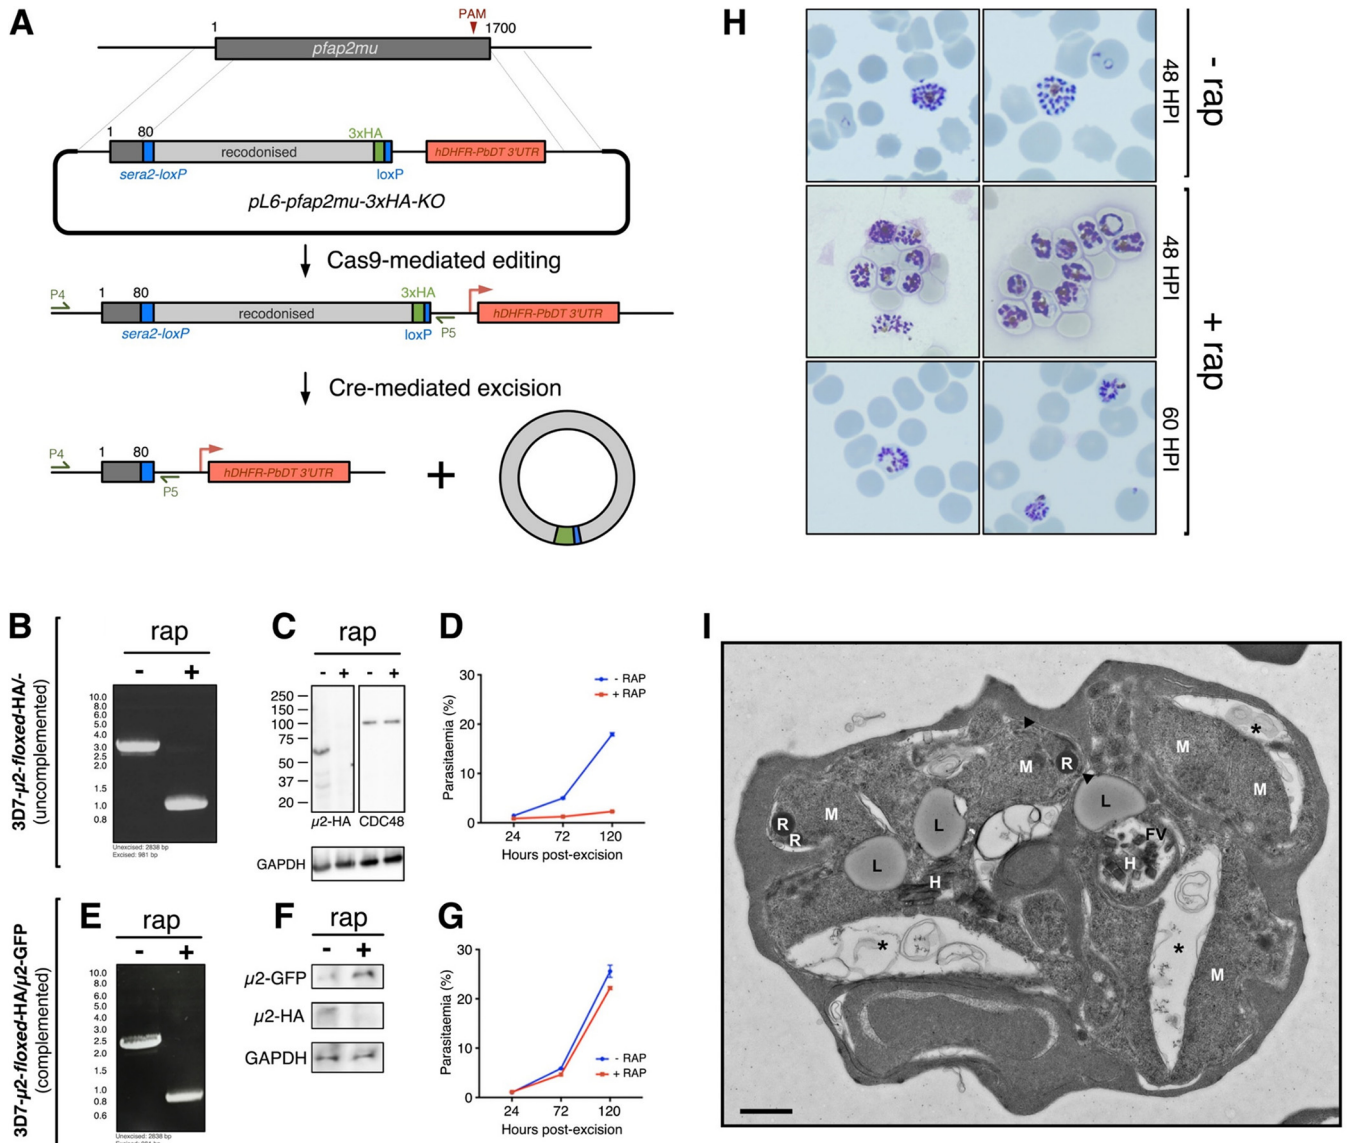 A
PAM
1
1700
pfap2mu
1
80
3xHA
recodonised
hDHFR-PbDT 3'UTR
sera2-loxP
loxP
pL6-pfap2mu-3xHA-KO
Cas9-mediated editing
P4
1
80
3xHA
recodonised
hDHFR-PbDT 3'UTR
sera2-loxP
loxP
P5
Cre-mediated excision
P4
1
80
hDHFR-PbDT 3'UTR
P5
+
H
48 HPI
- rap
48 HPI
60 HPI
+ rap
3D7-µ2-floxed-HA/-
(uncomplemented)
B
rap
- +
10.0
8.0
6.0
5.0
4.0
3.0
2.5
2.0
1.5
1.0
0.8
Unexcised: 2838 bp
Excised: 981 bp
C
rap
- + - +
250
150
100
75
50
37
20
µ2-HA CDC48
GAPDH
D
Parasitaemia (%)
30
20
10
0
- RAP
+ RAP
24 72 120
Hours post-excision
3D7-µ2-floxed-HA/µ2-GFP
(complemented)
E
rap
- +
10.0
8.0
6.0
5.0
4.0
3.0
2.5
2.0
1.5
1.0
0.8
0.6
Unexcised: 2838 bp
F
rap
- +
µ2-GFP
µ2-HA
GAPDH
G
Parasitaemia (%)
30
20
10
0
- RAP
+ RAP
24 72 120
Hours post-excision
I
*
M
M
R
M
M
L
R
R
M
L
FV
H
L
H
*
*
M